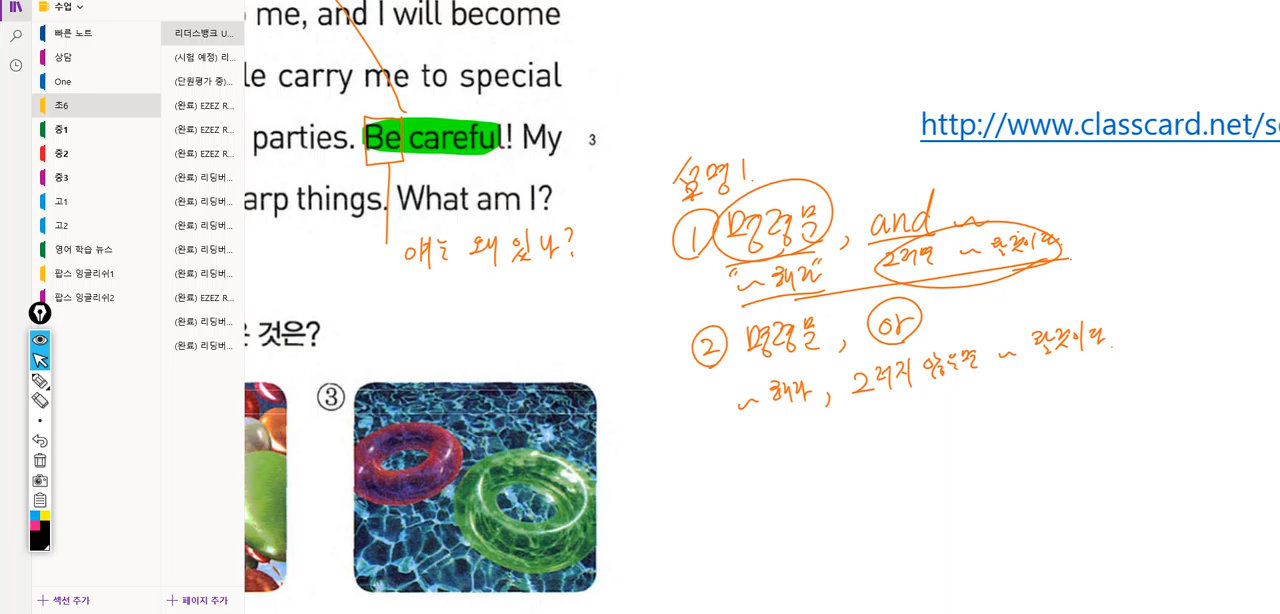 수업
빠른 노트
상담
One
초6
중1
중2
중3
고1
고2
영어 학습 뉴스
팝스 잉글리쉬1
팝스 잉글리쉬2
+ 섹션 추가
리더스뱅크 U...
(시험 예정) 리...
(단원평가 중)...
(완료) EZEZ R...
(완료) EZEZ R...
(완료) EZEZ R...
(완료) 리딩버...
(완료) 리딩버...
(완료) 리딩버...
(완료) 리딩버...
(완료) 리딩버...
(완료) EZEZ R...
(완료) 리딩버...
(완료) 리딩버...
+ 페이지 추가
me, and I will become
le carry me to special
parties. Be careful! My 3
arp things. What am I?
얘는 왜 있나?
것은?
③
http://www.classcard.net/s
설명1.
① 명령문, and ~
"~해라" 그러면 ~ 할것이다.
② 명령문, or
~해라, 그러지 않으면 ~ 할것이다.